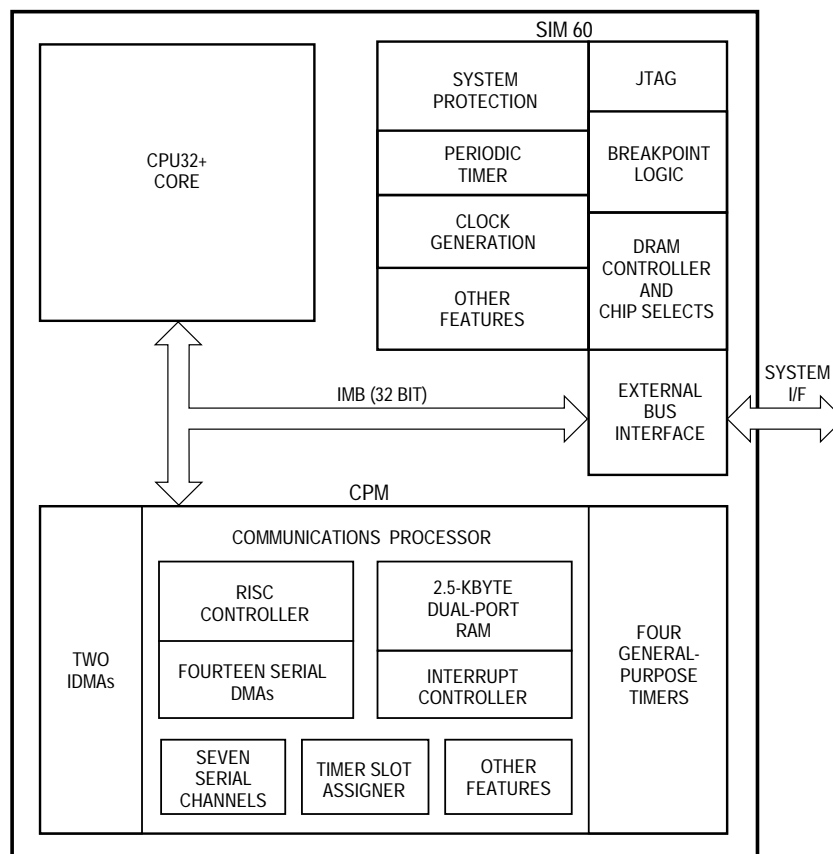 SIM 60
CPU32+
CORE
SYSTEM
PROTECTION
PERIODIC
TIMER
CLOCK
GENERATION
OTHER
FEATURES
JTAG
BREAKPOINT
LOGIC
DRAM
CONTROLLER
AND
CHIP SELECTS
EXTERNAL
BUS
INTERFACE
SYSTEM
I/F
IMB (32 BIT)
CPM
TWO
IDMAs
COMMUNICATIONS PROCESSOR
RISC
CONTROLLER
FOURTEEN SERIAL
DMAs
2.5-KBYTE
DUAL-PORT
RAM
INTERRUPT
CONTROLLER
SEVEN
SERIAL
CHANNELS
TIMER SLOT
ASSIGNER
OTHER
FEATURES
FOUR
GENERAL-
PURPOSE
TIMERS